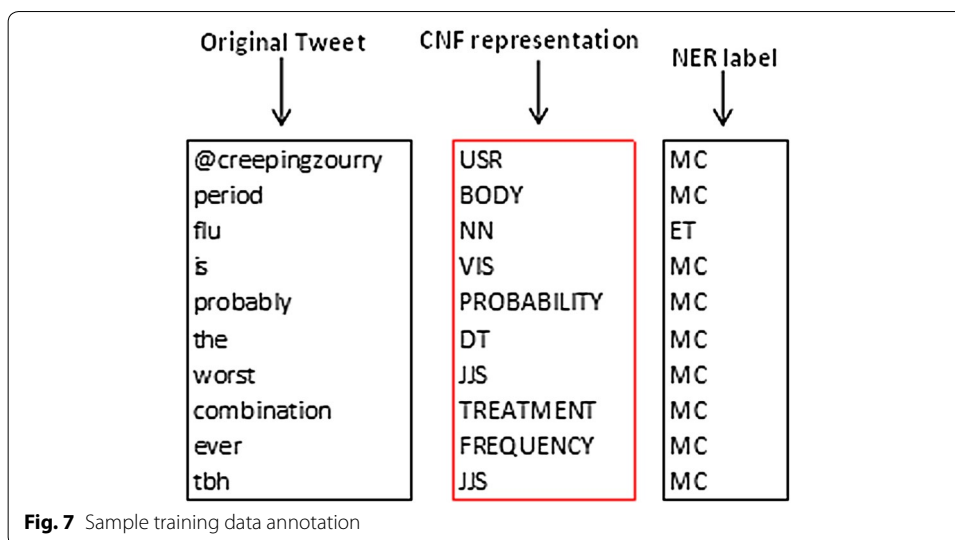 Original Tweet CNF representation NER label
@creepingzourry USR MC
period BODY MC
flu NN ET
is VIS MC
probably PROBABILITY MC
the DT MC
worst JJS MC
combination TREATMENT MC
ever FREQUENCY MC
tbh JJS MC
Fig. 7 Sample training data annotation